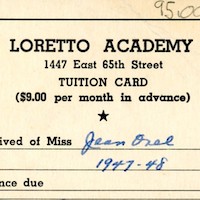 95.00
LORETTO ACADEMY
1447 East 65th Street
TUITION CARD
($9.00 per month in advance)
★
ived of Miss Jean Oral
1947-48
nce due